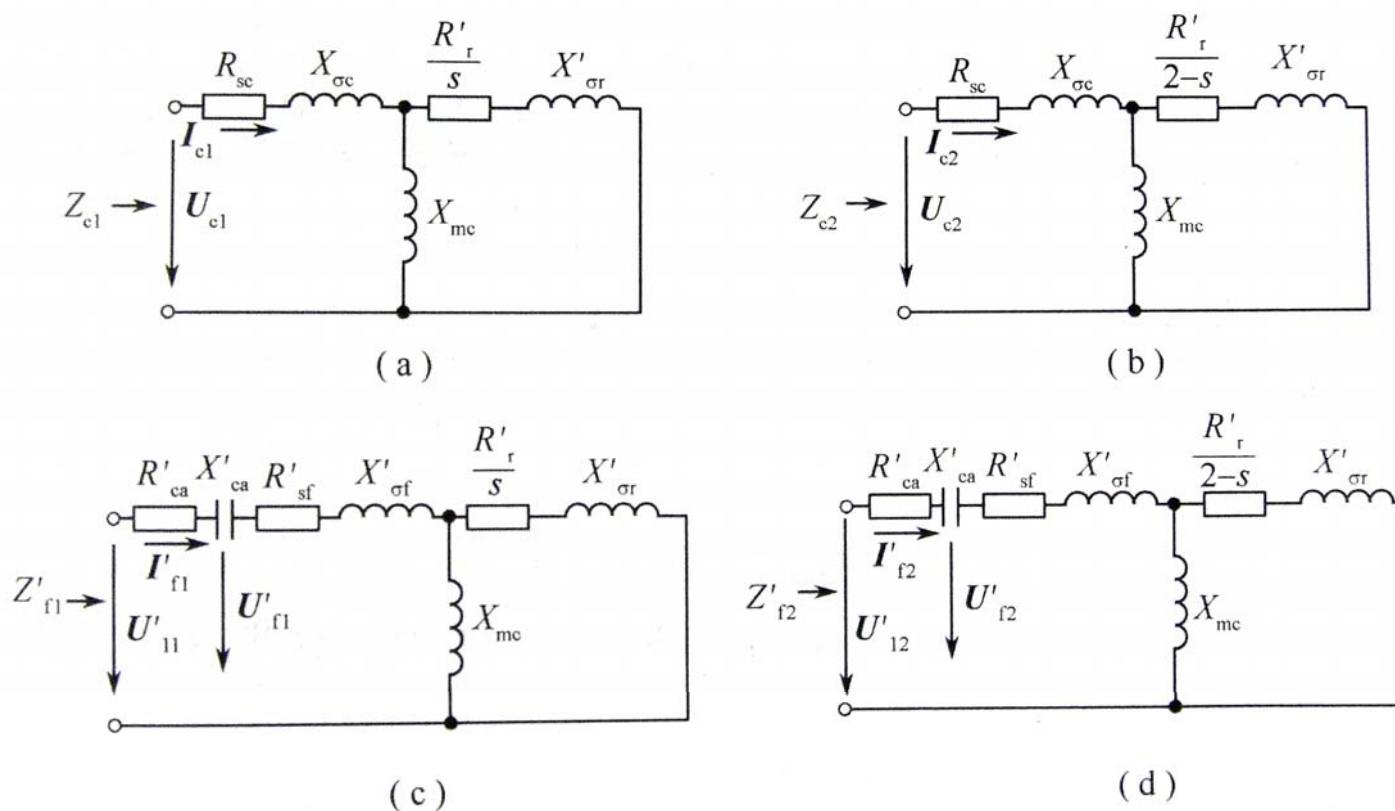 R_sc X_σc R'_r/s X'_σr
I_c1
Z_c1 U_c1 X_mc
(a)
R_sc X_σc R'_r/2-s X'_σr
I_c2
Z_c2 U_c2 X_mc
(b)
R'_ca X'_ca R'_sf X'_σf R'_r/s X'_σr
I'_f1
Z'_f1 U'_11 U'_f1 X_mc
(c)
R'_ca X'_ca R'_sf X'_σf R'_r/2-s X'_σr
I'_f2
Z'_f2 U'_12 U'_f2 X_mc
(d)